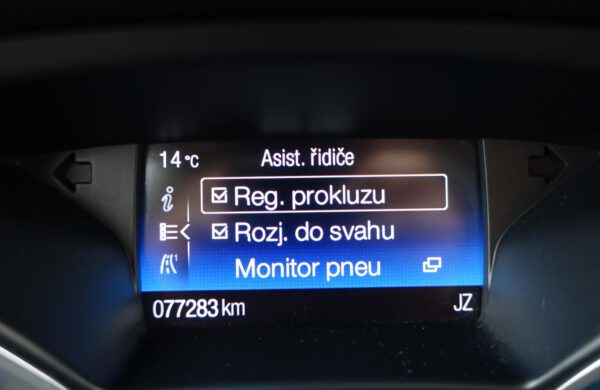 14°C Asist. řidiče
Reg. prokluzu
Rozj. do svahu
Monitor pneu
077283 km JZ